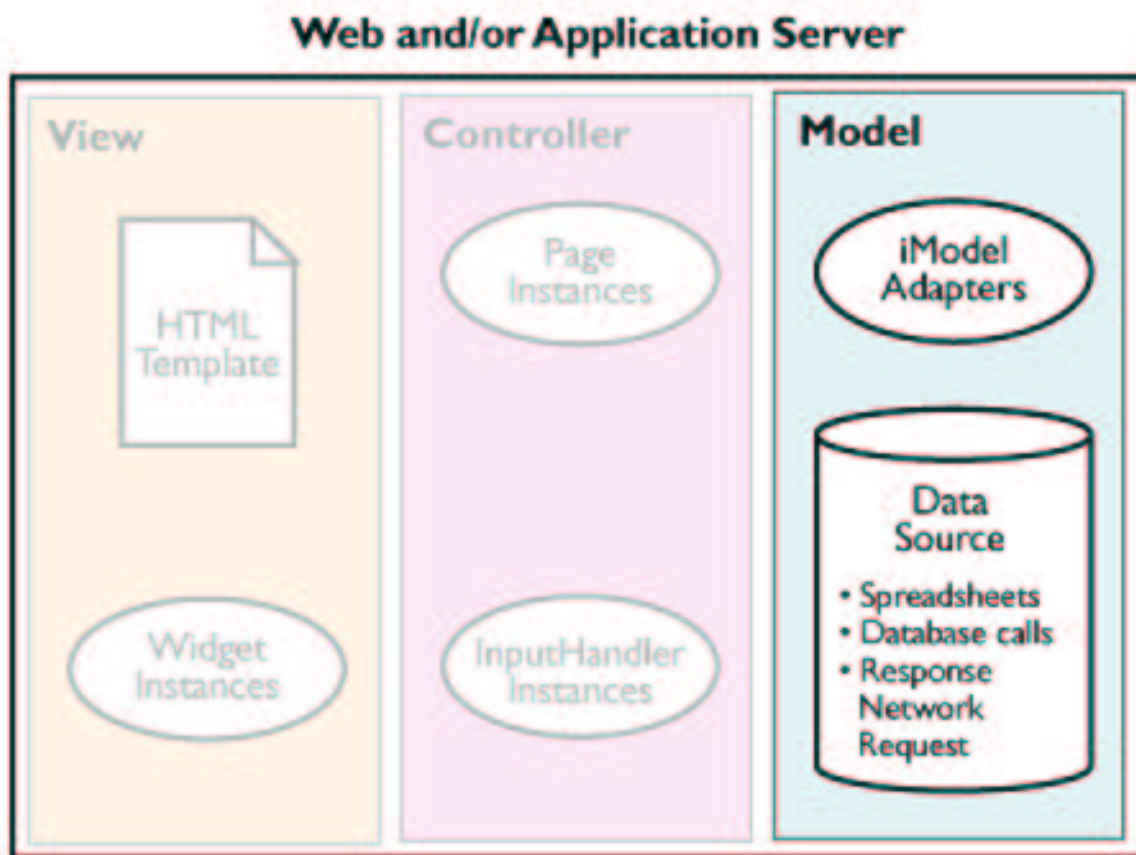 Web and/or Application Server
View
HTML
Template
Widget
Instances
Controller
Page
Instances
InputHandler
Instances
Model
iModel
Adapters
Data
Source
• Spreadsheets
• Database calls
• Response
Network
Request